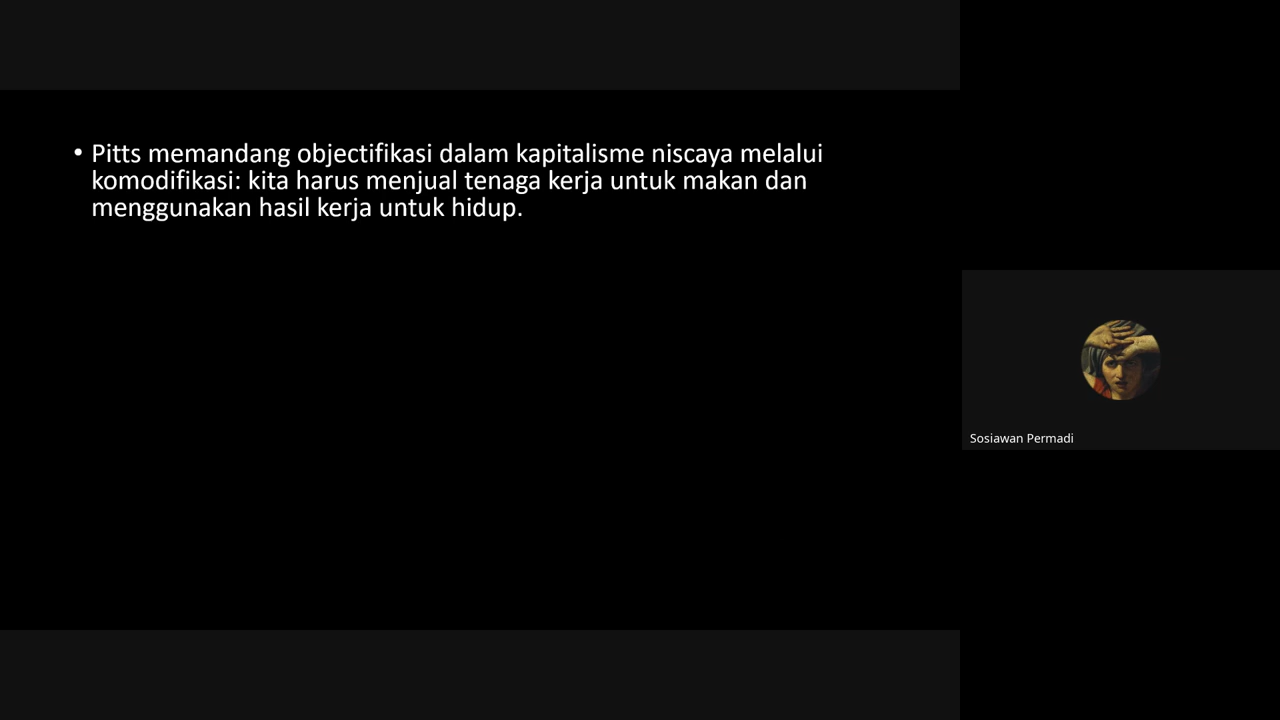 • Pitts memandang objectifikasi dalam kapitalisme niscaya melalui
komodifikasi: kita harus menjual tenaga kerja untuk makan dan
menggunakan hasil kerja untuk hidup.
Sosiawan Permadi